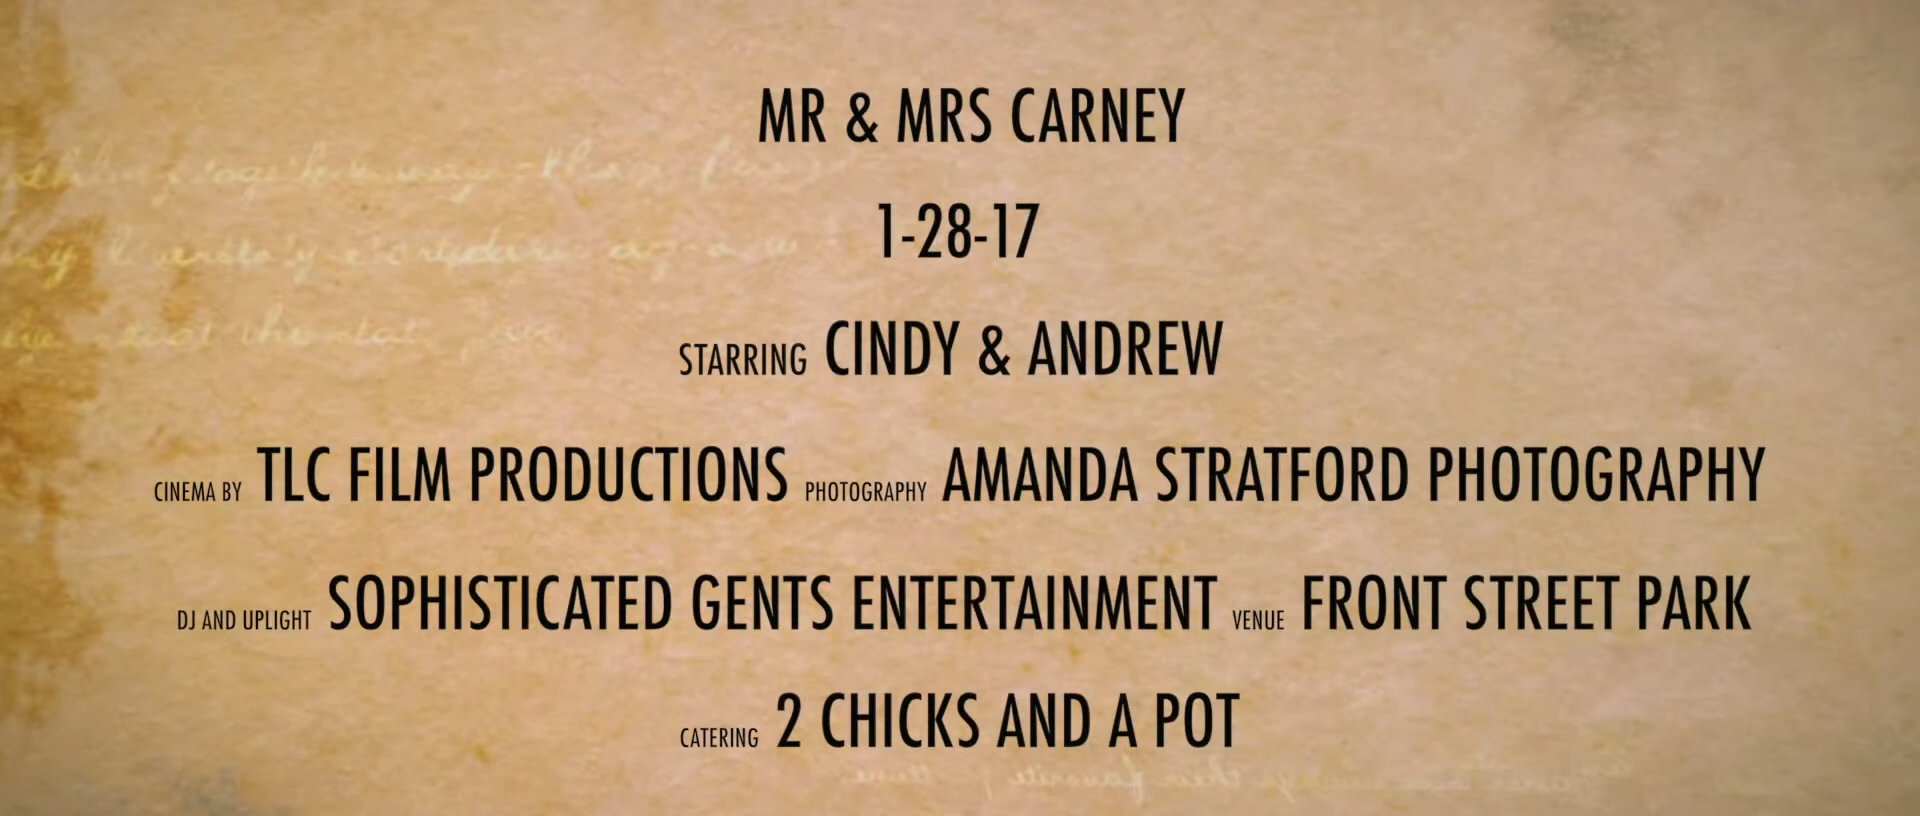 MR & MRS CARNEY
1-28-17
STARRING CINDY & ANDREW
CINEMA BY TLC FILM PRODUCTIONS PHOTOGRAPHY AMANDA STRATFORD PHOTOGRAPHY
DJ AND UPLIGHT SOPHISTICATED GENTS ENTERTAINMENT VENUE FRONT STREET PARK
CATERING 2 CHICKS AND A POT